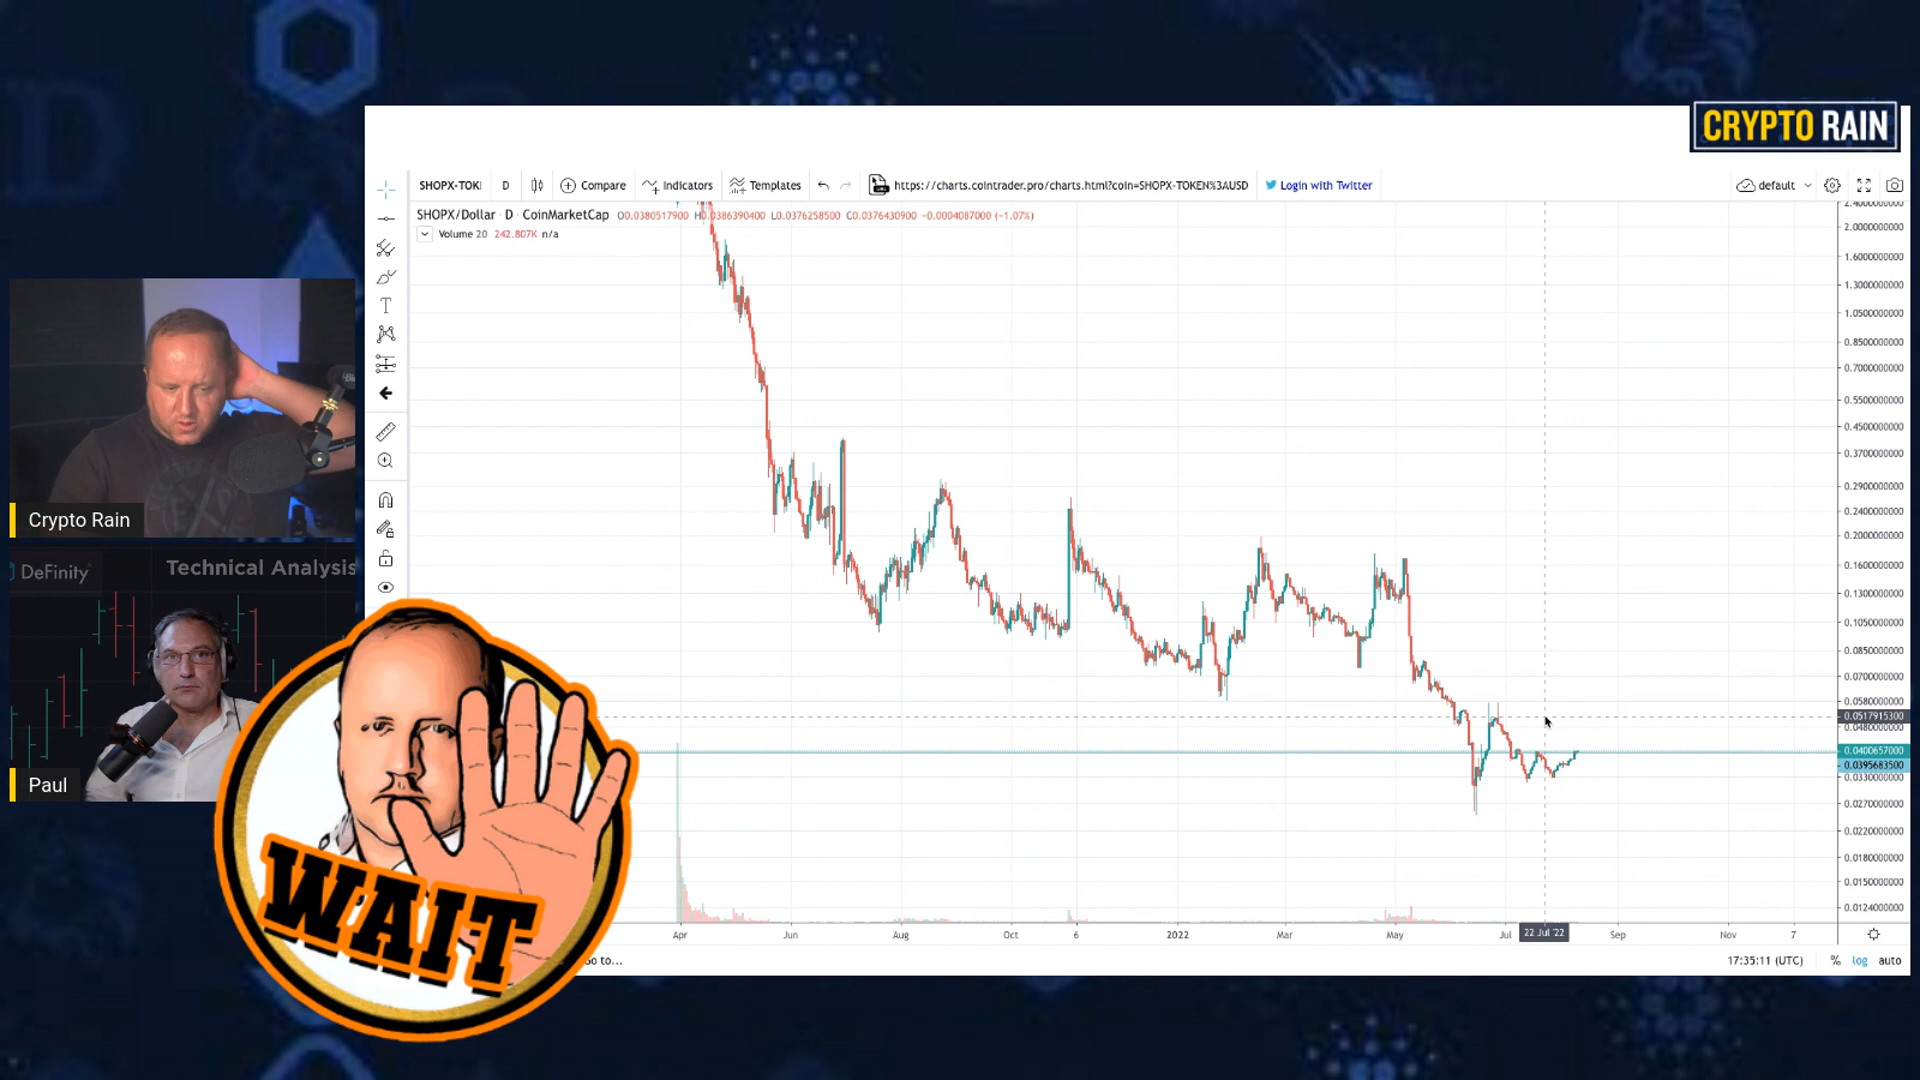 CRYPTO RAIN
SHOPX-TOKI
D
Compare
Indicators
Templates
https://charts.cointrader.pro/charts.html?coin=SHOPX-TOKEN%3AUSD
Login with Twitter
default
SHOPX/Dollar · D · CoinMarketCap O0.0380517900 H0.0386390400 L0.0376258500 C0.0376430900 −0.0004087000 (−1.07%)
Volume 20 242.807K n/a
2.4000000000
2.0000000000
1.6000000000
1.3000000000
1.0500000000
0.8500000000
0.7000000000
0.5500000000
0.4500000000
0.3700000000
0.2900000000
0.2400000000
0.2000000000
0.1600000000
0.1300000000
0.1050000000
0.0850000000
0.0700000000
0.0580000000
0.0517915300
0.0480000000
0.0400657000
0.0395683500
0.0330000000
0.0270000000
0.0220000000
0.0180000000
0.0150000000
0.0124000000
Apr Jun Aug Oct 6 2022 Mar May Jul 22 Jul '22 Sep Nov 7
Go to...
17:35:11 (UTC) % log auto
Crypto Rain
DeFinity
Technical Analysis
Paul
WAIT